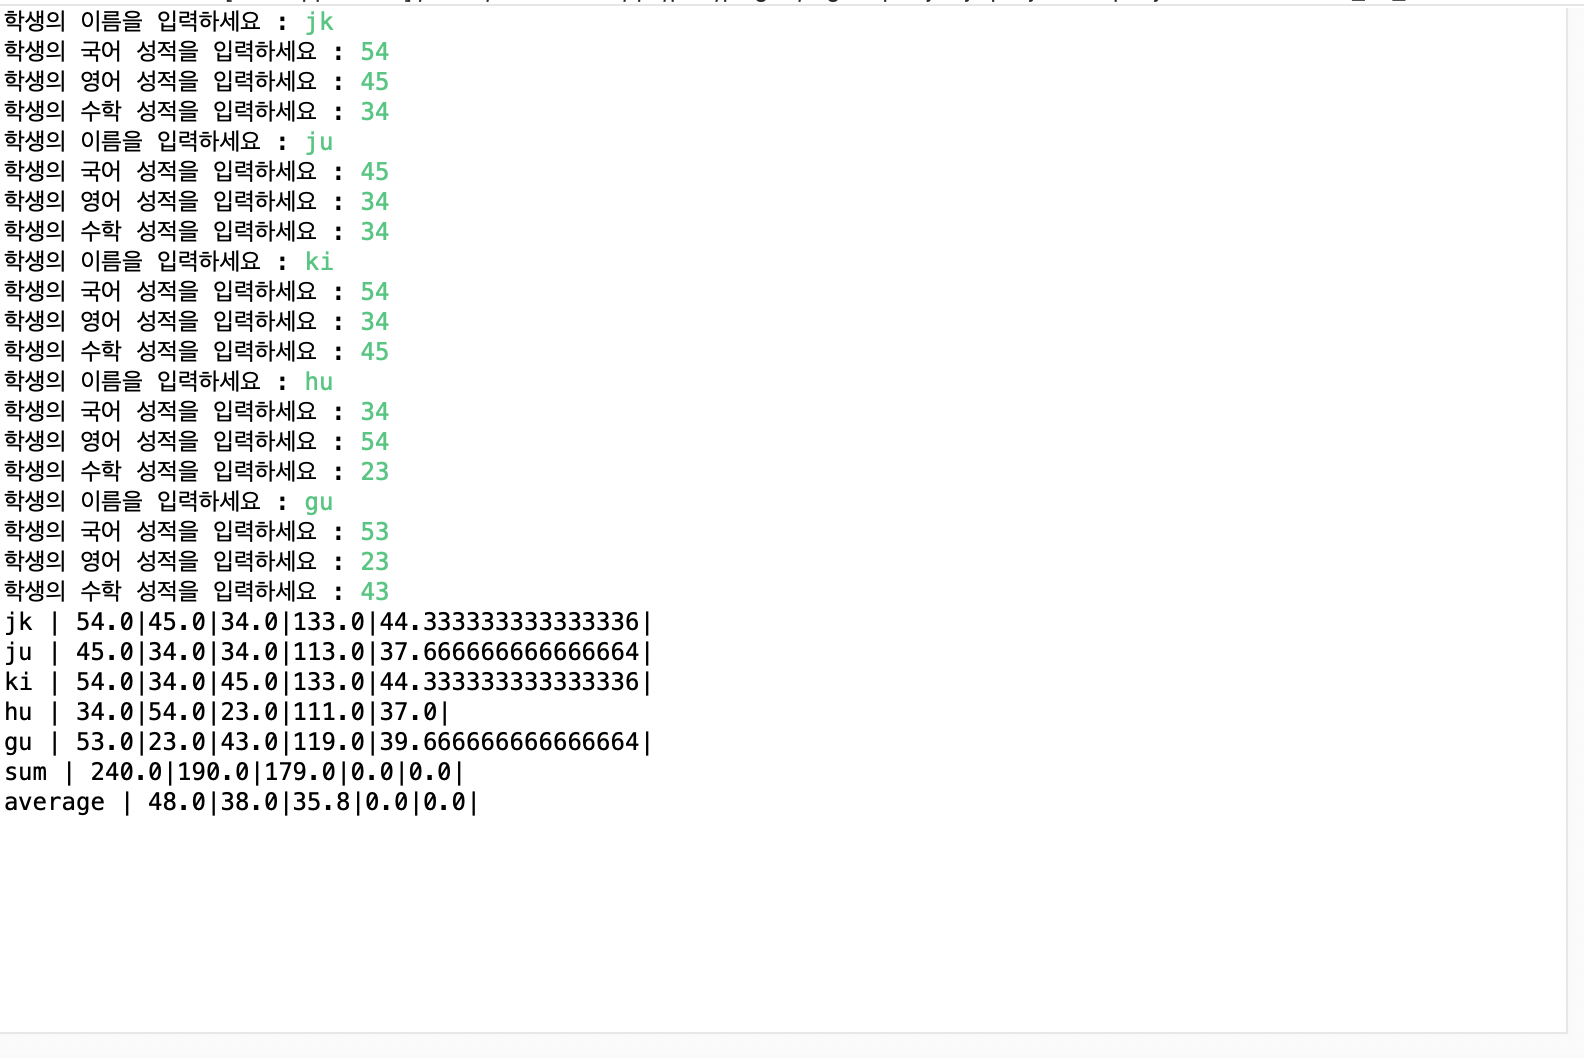 학생의 이름을 입력하세요 : jk
학생의 국어 성적을 입력하세요 : 54
학생의 영어 성적을 입력하세요 : 45
학생의 수학 성적을 입력하세요 : 34
학생의 이름을 입력하세요 : ju
학생의 국어 성적을 입력하세요 : 45
학생의 영어 성적을 입력하세요 : 34
학생의 수학 성적을 입력하세요 : 34
학생의 이름을 입력하세요 : ki
학생의 국어 성적을 입력하세요 : 54
학생의 영어 성적을 입력하세요 : 34
학생의 수학 성적을 입력하세요 : 45
학생의 이름을 입력하세요 : hu
학생의 국어 성적을 입력하세요 : 34
학생의 영어 성적을 입력하세요 : 54
학생의 수학 성적을 입력하세요 : 23
학생의 이름을 입력하세요 : gu
학생의 국어 성적을 입력하세요 : 53
학생의 영어 성적을 입력하세요 : 23
학생의 수학 성적을 입력하세요 : 43
jk | 54.0|45.0|34.0|133.0|44.333333333333336|
ju | 45.0|34.0|34.0|113.0|37.666666666666664|
ki | 54.0|34.0|45.0|133.0|44.333333333333336|
hu | 34.0|54.0|23.0|111.0|37.0|
gu | 53.0|23.0|43.0|119.0|39.666666666666664|
sum | 240.0|190.0|179.0|0.0|0.0|
average | 48.0|38.0|35.8|0.0|0.0|